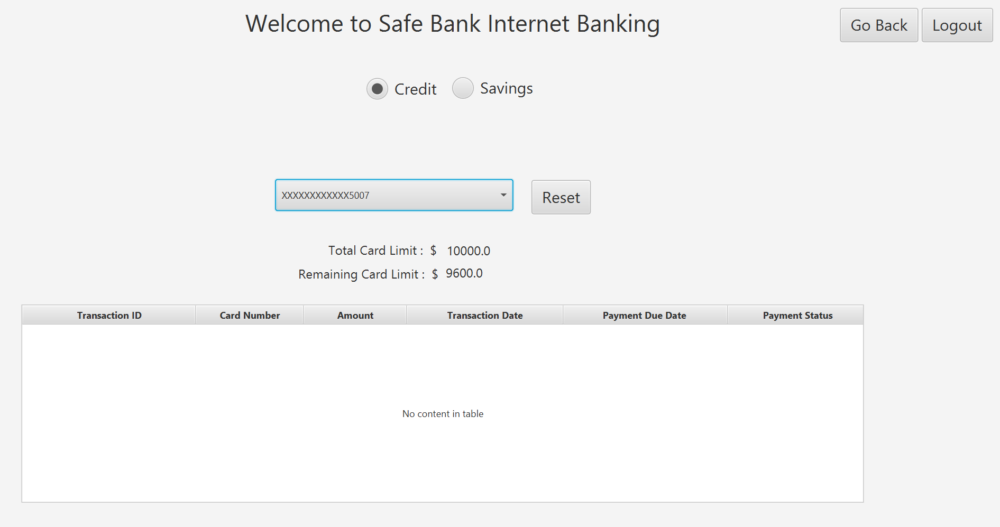 Welcome to Safe Bank Internet Banking
Go Back
Logout
Credit
Savings
XXXXXXXXXXXX5007
Reset
Total Card Limit : $ 10000.0
Remaining Card Limit : $ 9600.0
Transaction ID Card Number Amount Transaction Date Payment Due Date Payment Status
No content in table